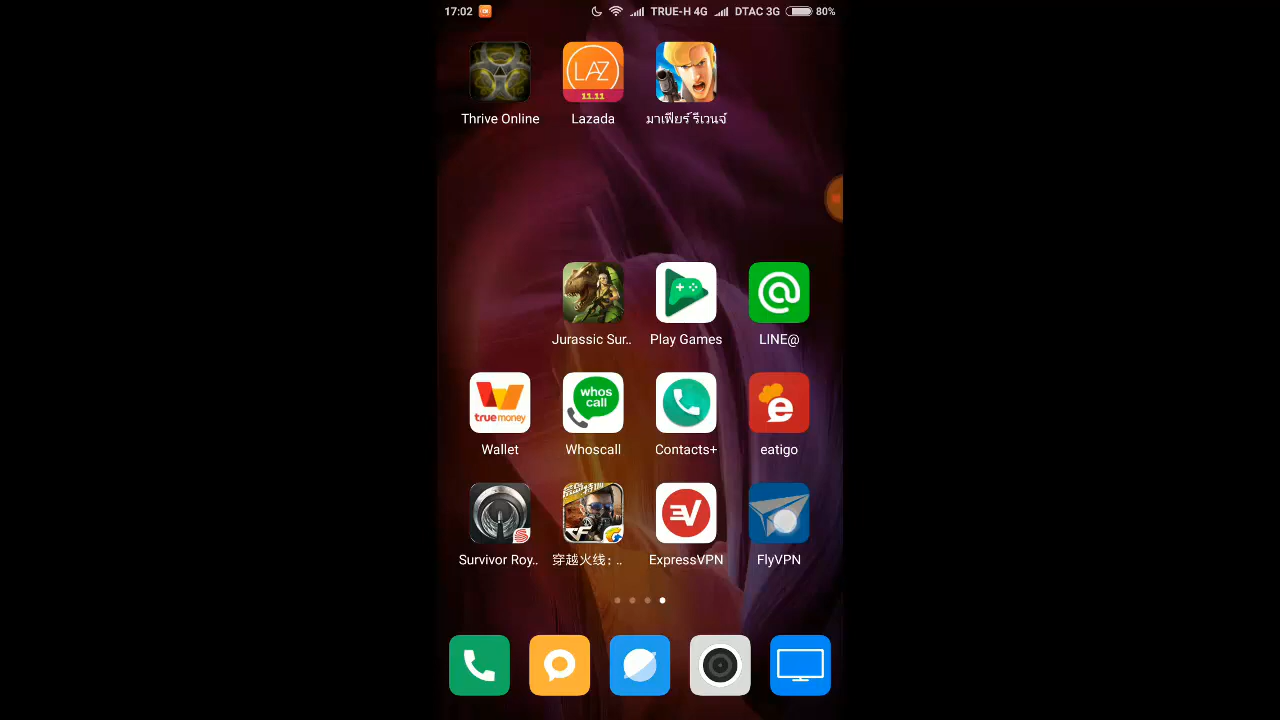 17:02 TRUE-H 4G DTAC 3G 80%
LAZ
11.11
Thrive Online Lazada มาเฟียร์ รีเวนจ์
Jurassic Sur.. Play Games LINE@
true money whos call e
Wallet Whoscall Contacts+ eatigo
CF EV
Survivor Roy.. 穿越火线：.. ExpressVPN FlyVPN